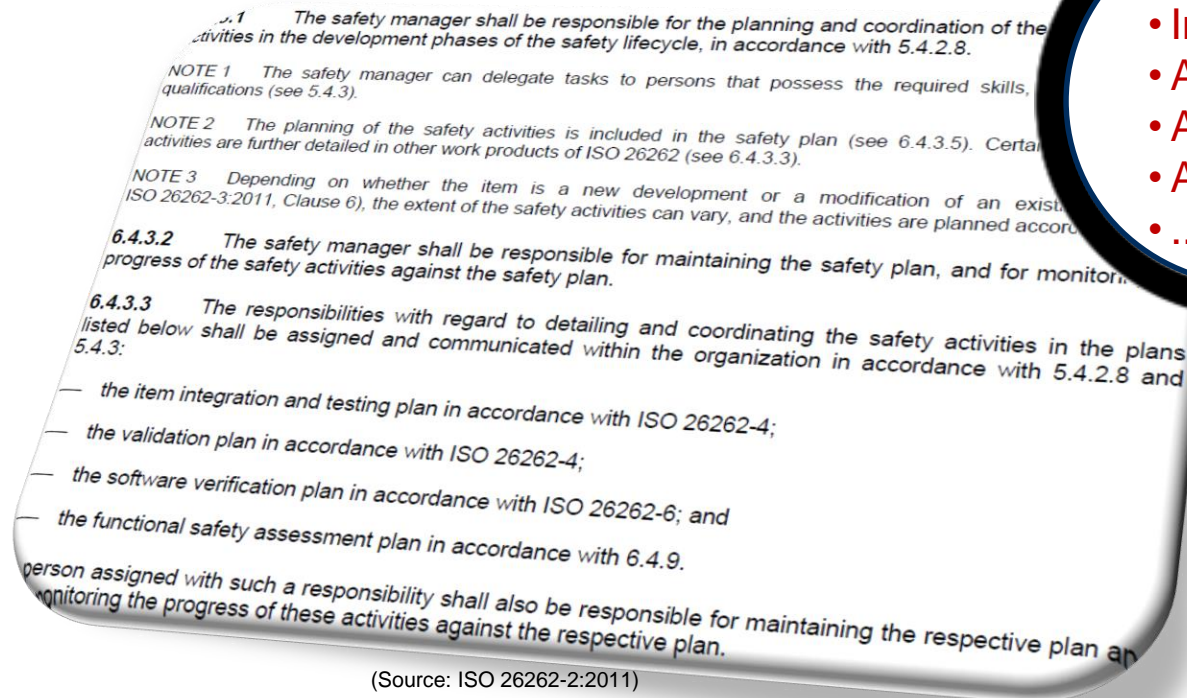 The safety manager shall be responsible for the planning and coordination of the
activities in the development phases of the safety lifecycle, in accordance with 5.4.2.8.
NOTE 1 The safety manager can delegate tasks to persons that possess the required skills,
qualifications (see 5.4.3).
NOTE 2 The planning of the safety activities is included in the safety plan (see 6.4.3.5).
activities are further detailed in other work products of ISO 26262 (see 6.4.3.3).
NOTE 3 Depending on whether the item is a new development or a modification of an
ISO 26262-3:2011, Clause 6), the extent of the safety activities can vary, and the activities are planned
6.4.3.2 The safety manager shall be responsible for maintaining the safety plan, and for
progress of the safety activities against the safety plan.
6.4.3.3 The responsibilities with regard to detailing and coordinating the safety activities in the plans
listed below shall be assigned and communicated within the organization in accordance with 5.4.2.8 and
5.4.3:
— the item integration and testing plan in accordance with ISO 26262-4;
— the validation plan in accordance with ISO 26262-4;
— the software verification plan in accordance with ISO 26262-6; and
— the functional safety assessment plan in accordance with 6.4.9.
person assigned with such a responsibility shall also be responsible for maintaining the respective plan
monitoring the progress of these activities against the respective plan.
(Source: ISO 26262-2:2011)